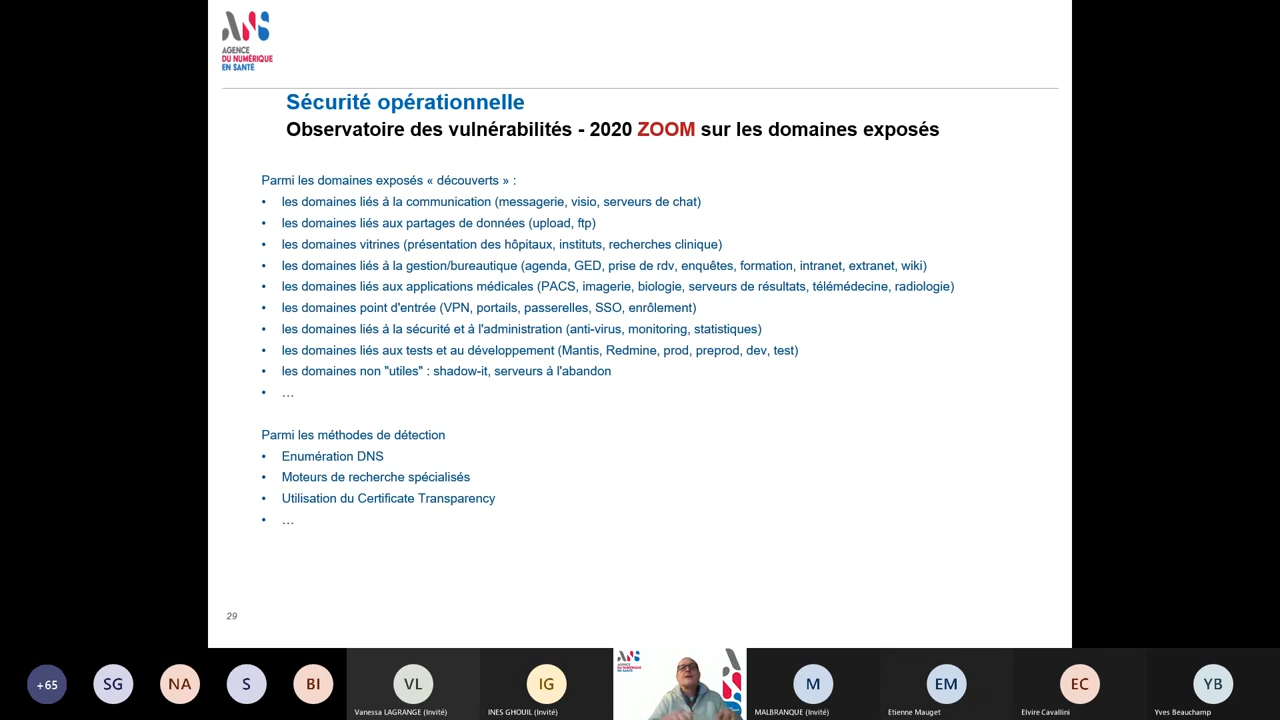 AGENCE
DU NUMÉRIQUE
EN SANTÉ
Sécurité opérationnelle
Observatoire des vulnérabilités - 2020 ZOOM sur les domaines exposés
Parmi les domaines exposés « découverts » :
• les domaines liés à la communication (messagerie, visio, serveurs de chat)
• les domaines liés aux partages de données (upload, ftp)
• les domaines vitrines (présentation des hôpitaux, instituts, recherches clinique)
• les domaines liés à la gestion/bureautique (agenda, GED, prise de rdv, enquêtes, formation, intranet, extranet, wiki)
• les domaines liés aux applications médicales (PACS, imagerie, biologie, serveurs de résultats, télémédecine, radiologie)
• les domaines point d'entrée (VPN, portails, passerelles, SSO, enrôlement)
• les domaines liés à la sécurité et à l'administration (anti-virus, monitoring, statistiques)
• les domaines liés aux tests et au développement (Mantis, Redmine, prod, preprod, dev, test)
• les domaines non "utiles" : shadow-it, serveurs à l'abandon
• …
Parmi les méthodes de détection
• Enumération DNS
• Moteurs de recherche spécialisés
• Utilisation du Certificate Transparency
• …
29
+65 SG NA S BI VL IG M EM EC YB
Vanessa LAGRANGE (Invité) INES GHOUIL (Invité) MALBRANQUE (Invité) Etienne Mauget Elvire Cavallini Yves Beauchamp